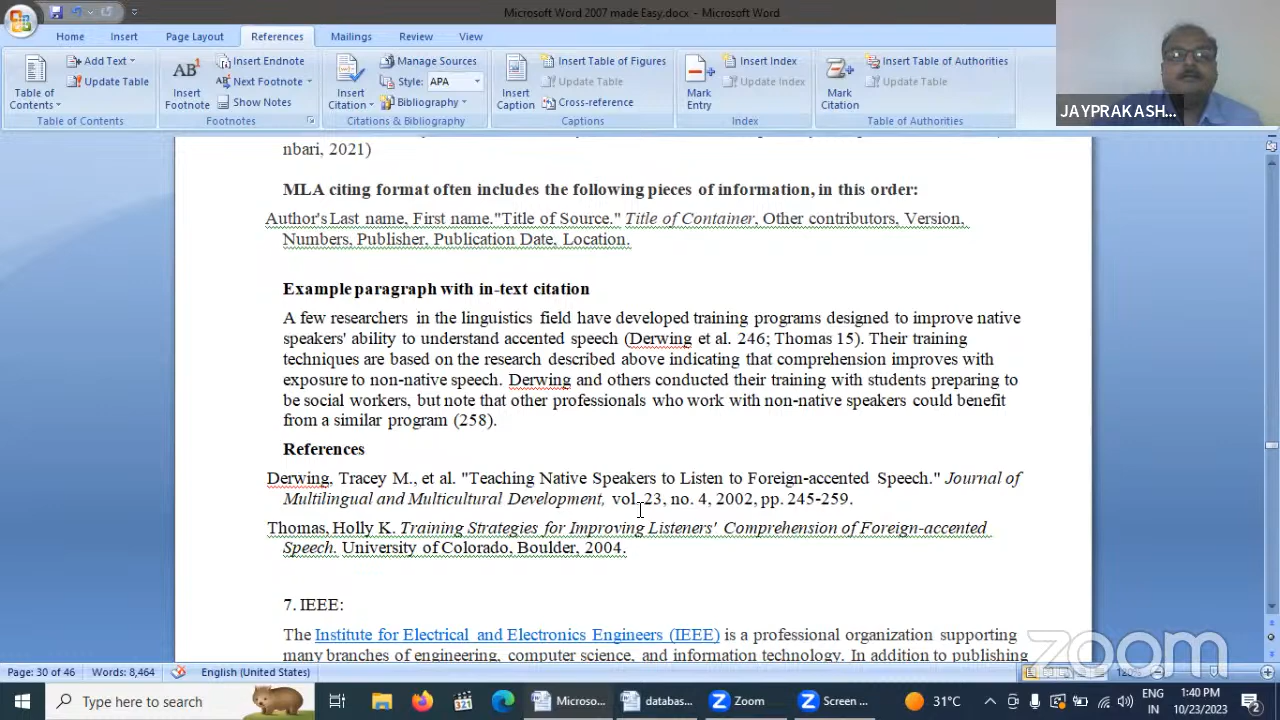 Microsoft Word 2007 made Easy.docx - Microsoft Word
Home Insert Page Layout References Mailings Review View
Table of Contents
Add Text
Update Table
Table of Contents
AB1
Insert Footnote
Insert Endnote
Next Footnote
Show Notes
Footnotes
Insert Citation
Manage Sources
Style: APA
Bibliography
Citations & Bibliography
Insert Caption
Insert Table of Figures
Update Table
Cross-reference
Captions
Mark Entry
Insert Index
Update Index
Index
Mark Citation
Insert Table of Authorities
Update Table
Table of Authorities
JAYPRAKASH...
nbari, 2021)
MLA citing format often includes the following pieces of information, in this order:
Author's Last name, First name."Title of Source." Title of Container, Other contributors, Version,
Numbers, Publisher, Publication Date, Location.
Example paragraph with in-text citation
A few researchers in the linguistics field have developed training programs designed to improve native
speakers' ability to understand accented speech (Derwing et al. 246; Thomas 15). Their training
techniques are based on the research described above indicating that comprehension improves with
exposure to non-native speech. Derwing and others conducted their training with students preparing to
be social workers, but note that other professionals who work with non-native speakers could benefit
from a similar program (258).
References
Derwing, Tracey M., et al. "Teaching Native Speakers to Listen to Foreign-accented Speech." Journal of
Multilingual and Multicultural Development, vol. 23, no. 4, 2002, pp. 245-259.
Thomas, Holly K. Training Strategies for Improving Listeners' Comprehension of Foreign-accented
Speech. University of Colorado, Boulder, 2004.
7. IEEE:
The Institute for Electrical and Electronics Engineers (IEEE) is a professional organization supporting
many branches of engineering, computer science, and information technology. In addition to publishing
zoom
Page: 30 of 46 Words: 8,464 English (United States)
Type here to search
321
Microso...
databas...
Zoom
Screen ...
31°C
ENG
IN
1:40 PM
10/23/2023
2